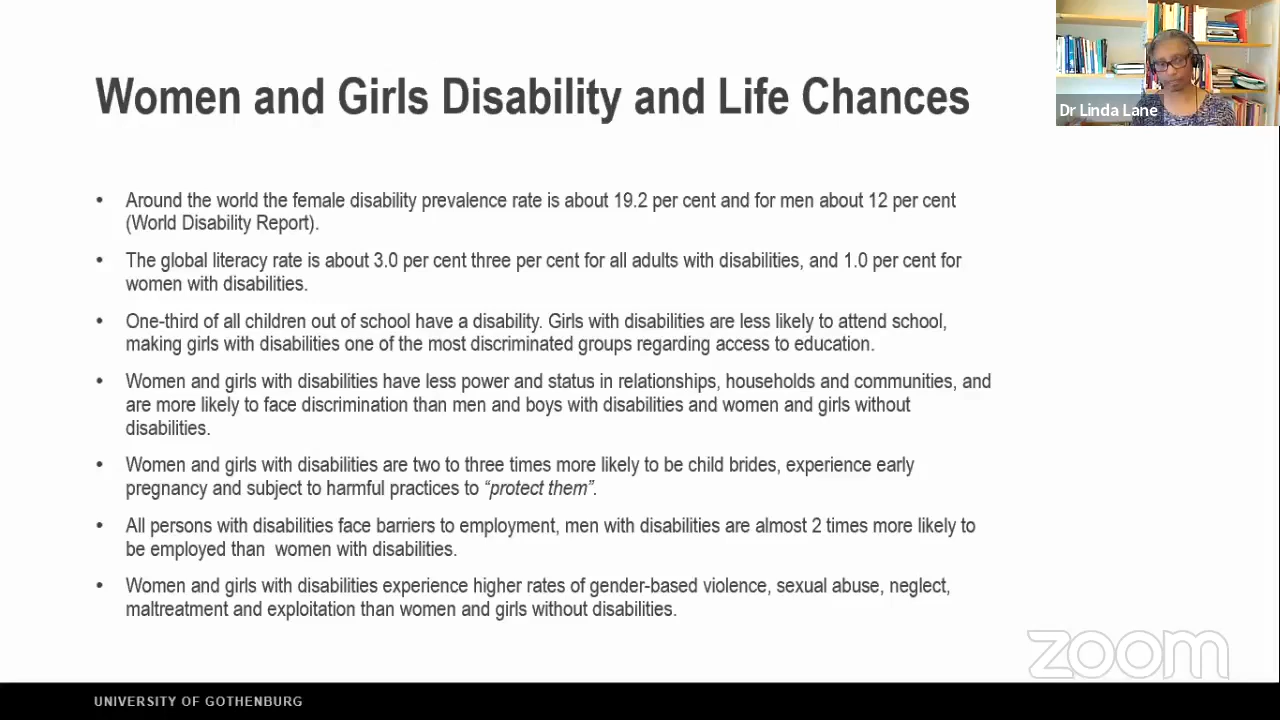 Women and Girls Disability and Life Chances
Dr Linda Lane
• Around the world the female disability prevalence rate is about 19.2 per cent and for men about 12 per cent
(World Disability Report).
• The global literacy rate is about 3.0 per cent three per cent for all adults with disabilities, and 1.0 per cent for
women with disabilities.
• One-third of all children out of school have a disability. Girls with disabilities are less likely to attend school,
making girls with disabilities one of the most discriminated groups regarding access to education.
• Women and girls with disabilities have less power and status in relationships, households and communities, and
are more likely to face discrimination than men and boys with disabilities and women and girls without
disabilities.
• Women and girls with disabilities are two to three times more likely to be child brides, experience early
pregnancy and subject to harmful practices to “protect them”.
• All persons with disabilities face barriers to employment, men with disabilities are almost 2 times more likely to
be employed than women with disabilities.
• Women and girls with disabilities experience higher rates of gender-based violence, sexual abuse, neglect,
maltreatment and exploitation than women and girls without disabilities.
zoom
UNIVERSITY OF GOTHENBURG